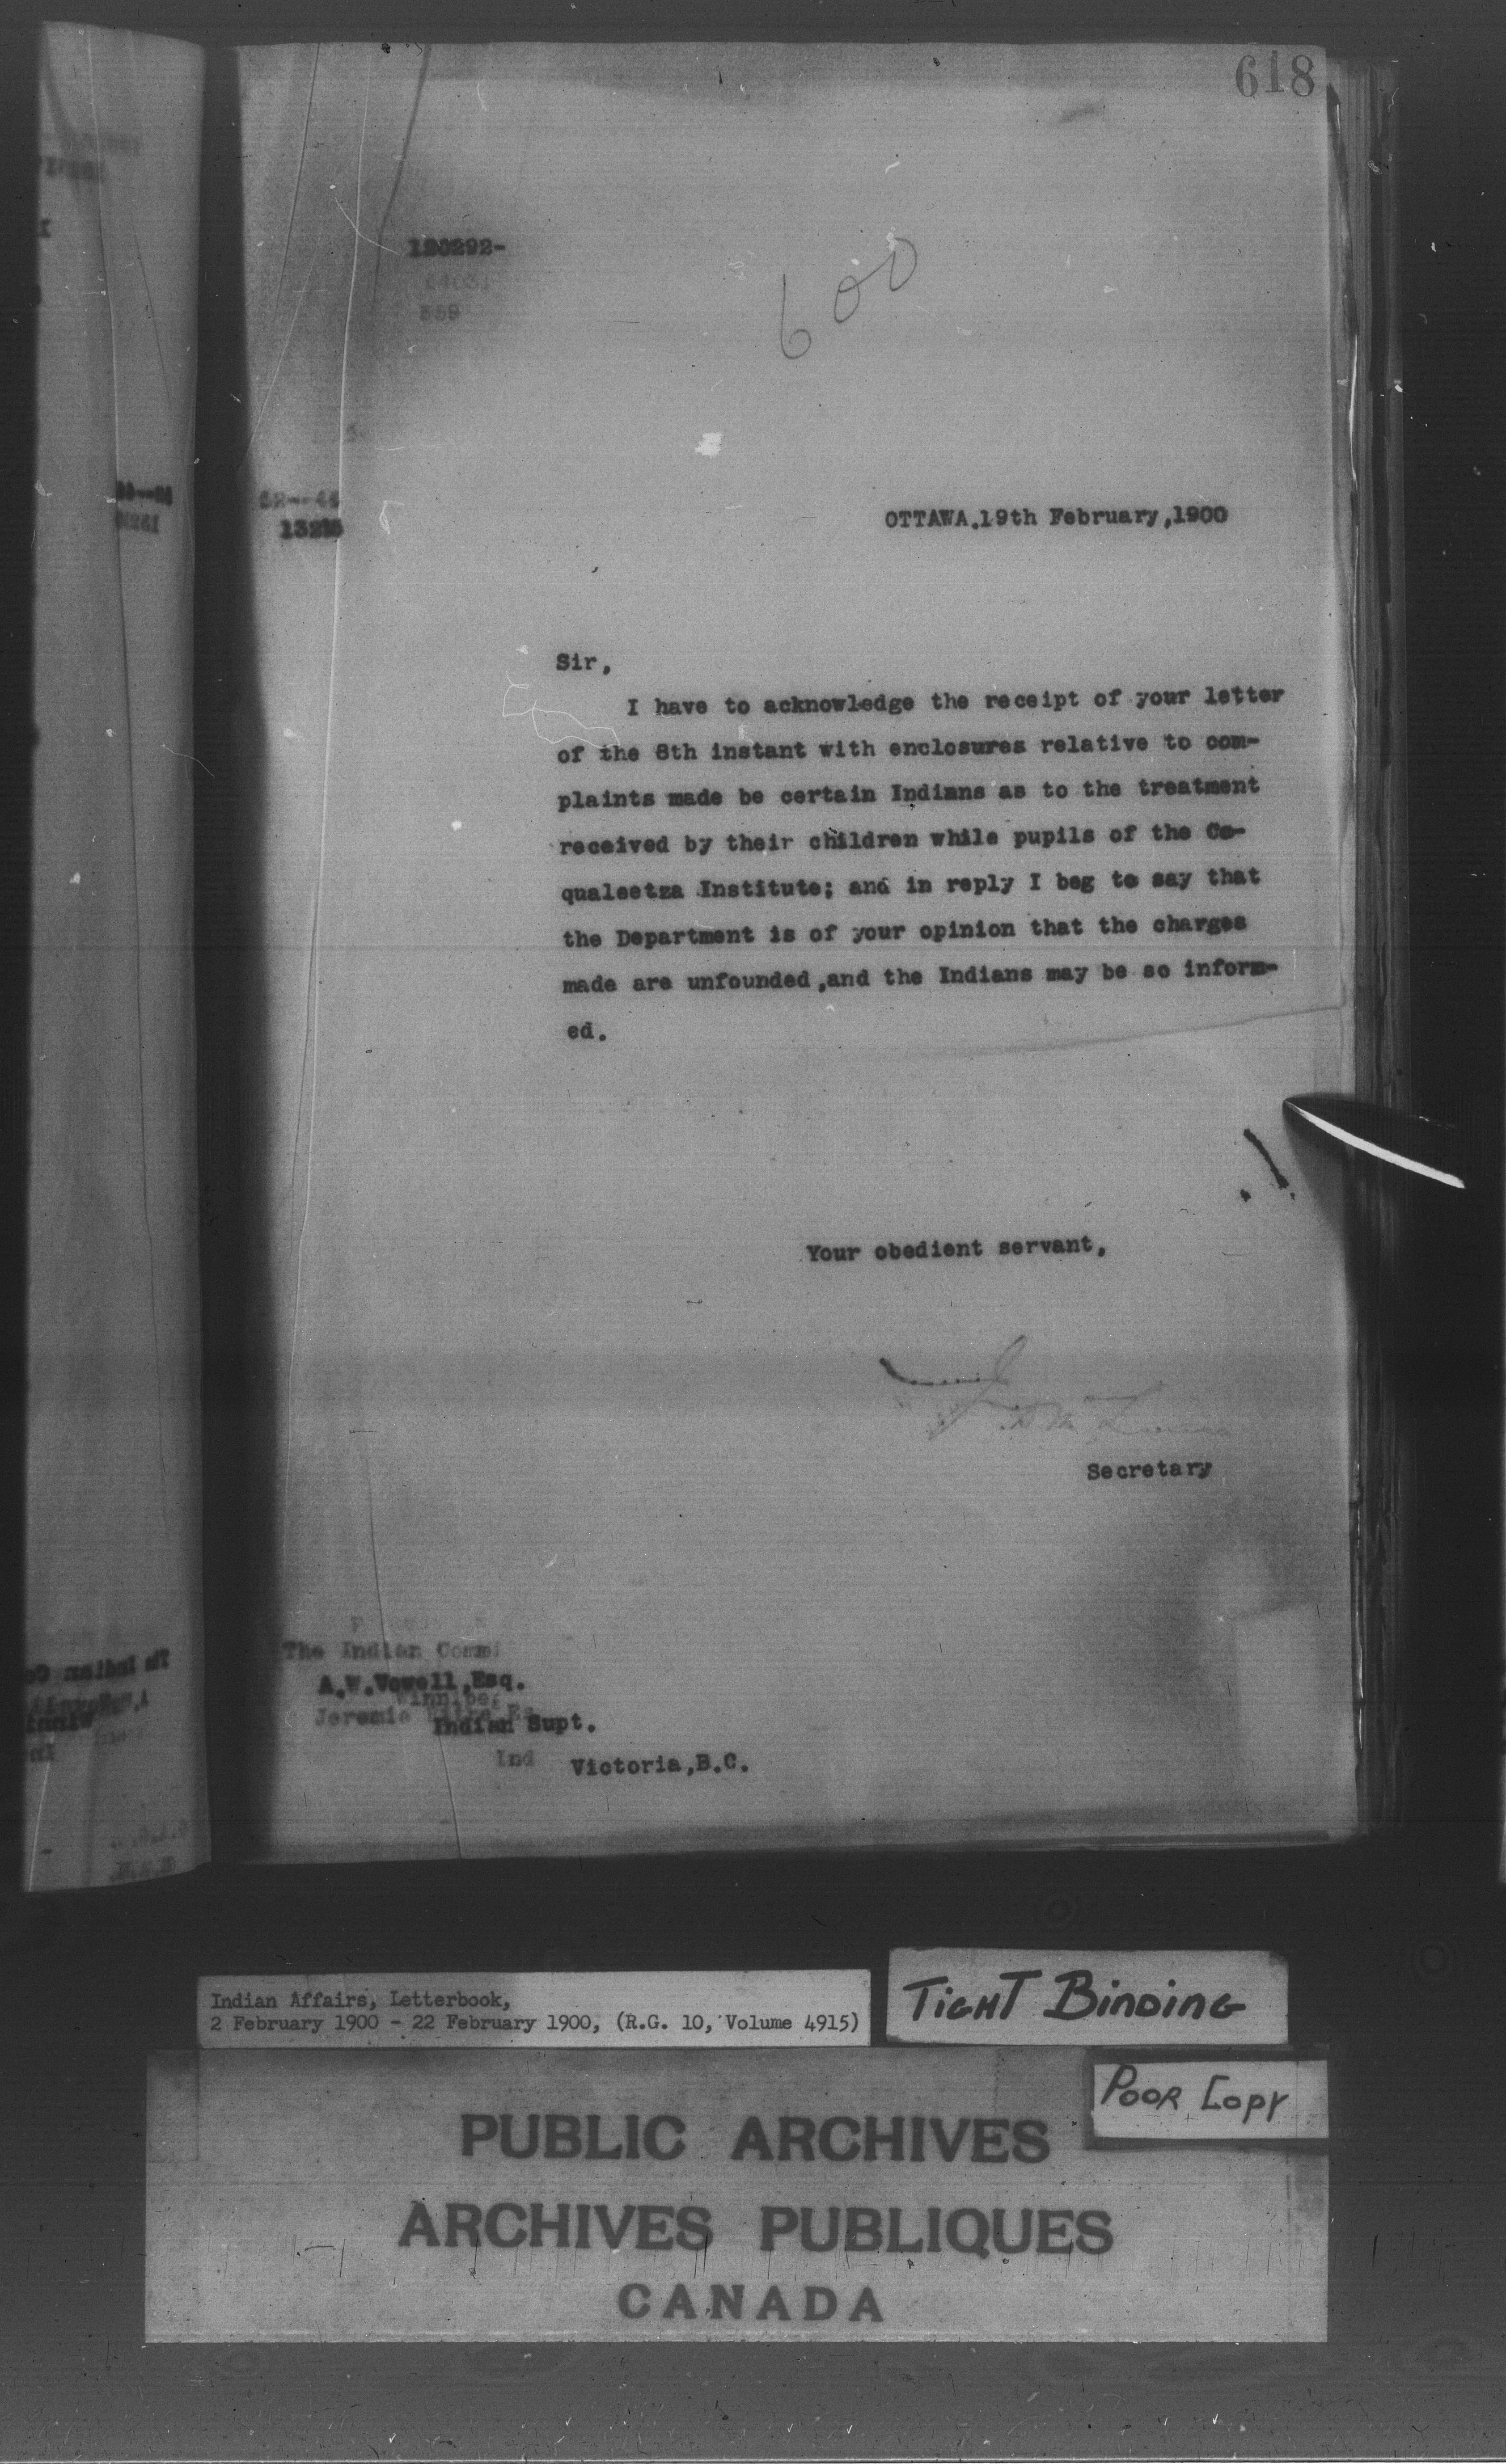 618
600
OTTAWA.19th February,1900
Sir,
I have to acknowledge the receipt of your letter
of the 8th instant with enclosures relative to com-
plaints made be certain Indians as to the treatment
received by their children while pupils of the Co-
qualeetza Institute; and in reply I beg to say that
the Department is of your opinion that the charges
made are unfounded,and the Indians may be so inform-
ed.
Your obedient servant,
Secretary
The Indian
A.W.Vowell,Esq.
Indian Supt.
Victoria,B.C.
Indian Affairs, Letterbook,
2 February 1900 - 22 February 1900, (R.G. 10, Volume 4915)
TIGHT BINDING
POOR COPY
PUBLIC ARCHIVES
ARCHIVES PUBLIQUES
CANADA